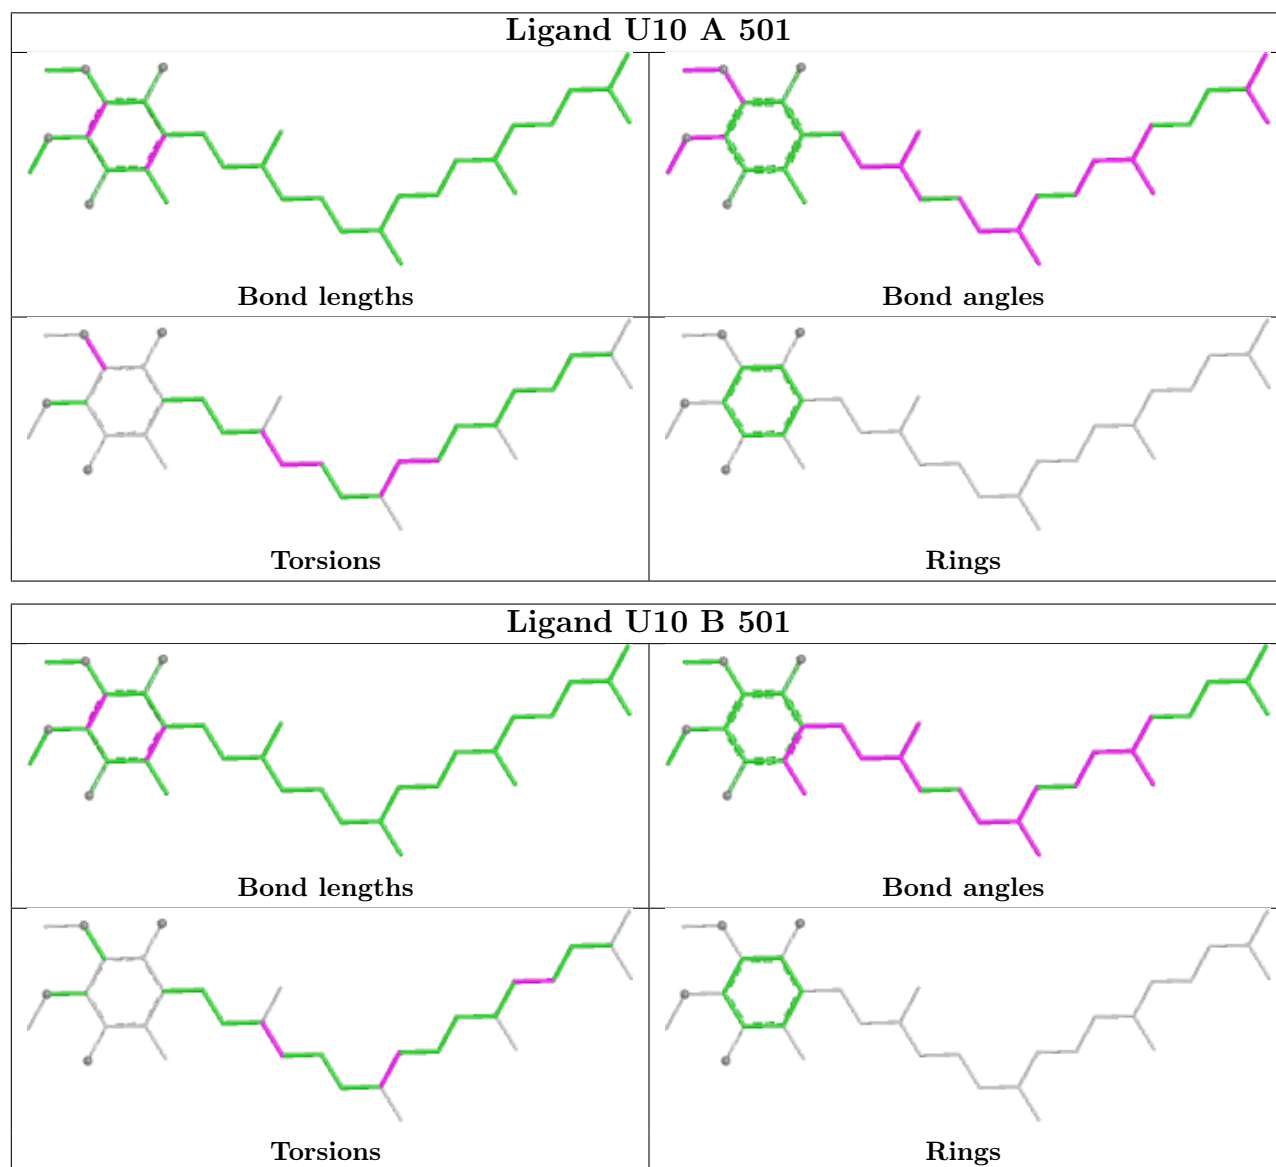 Ligand U10 A 501
Bond lengths
Bond angles
Torsions
Rings
Ligand U10 B 501
Bond lengths
Bond angles
Torsions
Rings